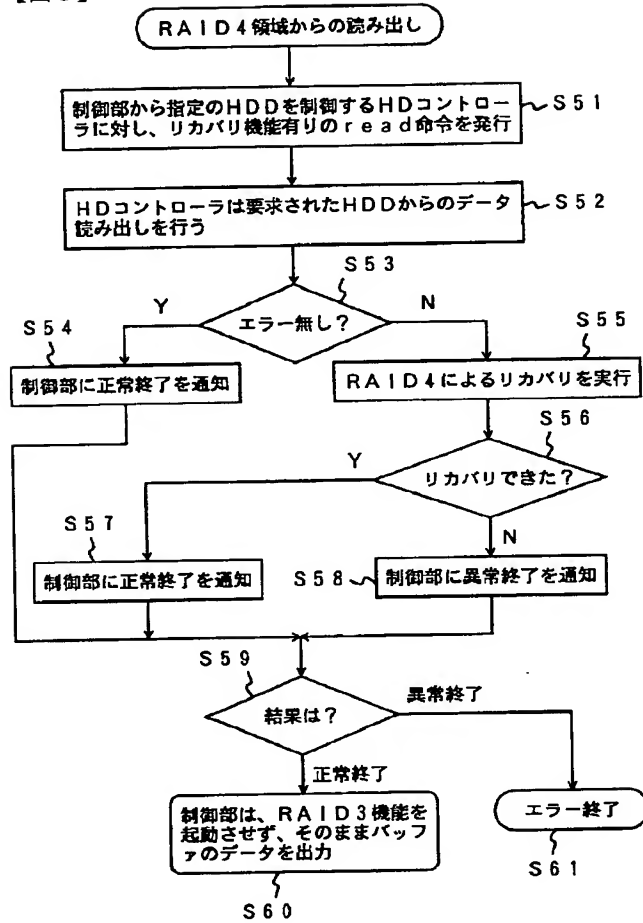 RAID4領域からの読み出し
制御部から指定のHDDを制御するHDコントロー
ラに対し、リカバリ機能有りのread命令を発行
S51
HDコントローラは要求されたHDDからのデータ
読み出しを行う
S52
S53
エラー無し?
Y
N
S54
制御部に正常終了を通知
S55
RAID4によるリカバリを実行
S56
リカバリできた?
Y
N
S57
制御部に正常終了を通知
S58
制御部に異常終了を通知
S59
結果は?
異常終了
正常終了
制御部は、RAID3機能を
起動させず、そのままバッフ
ァのデータを出力
S60
エラー終了
S61